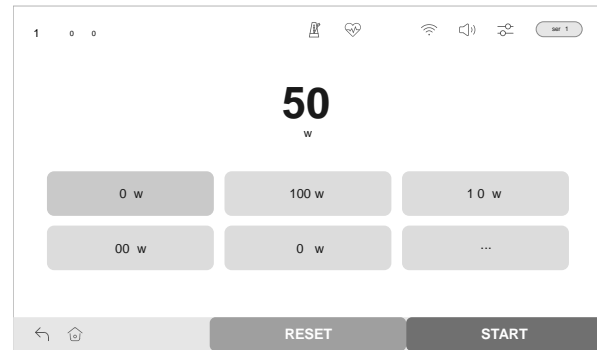 1 0 0
ser 1
50
w
0 w
100 w
1 0 w
00 w
0 w
...
RESET
START